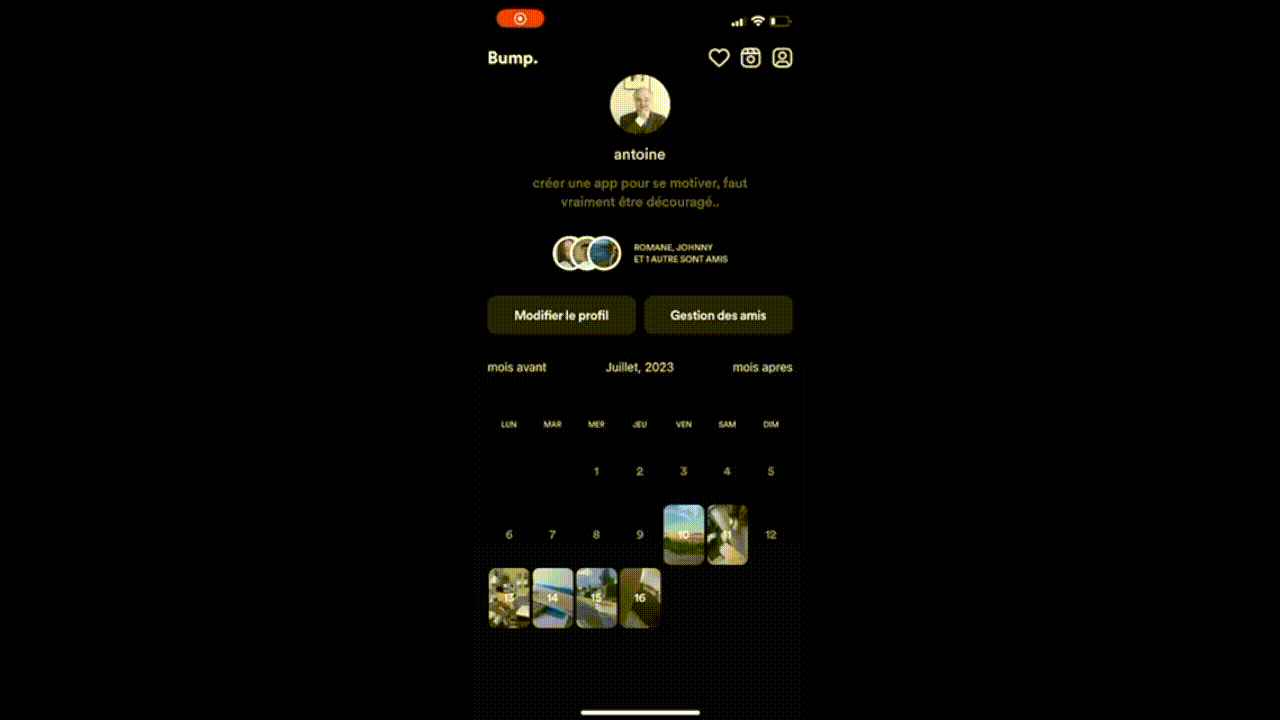 Bump.
antoine
créer une app pour se motiver, faut
vraiment être découragé..
ROMANE, JOHNNY
ET 1 AUTRE SONT AMIS
Modifier le profil
Gestion des amis
mois avant
Juillet, 2023
mois apres
LUN MAR MER JEU VEN SAM DIM
1 2 3 4 5
6 7 8 9 10 11 12
13 14 15 16